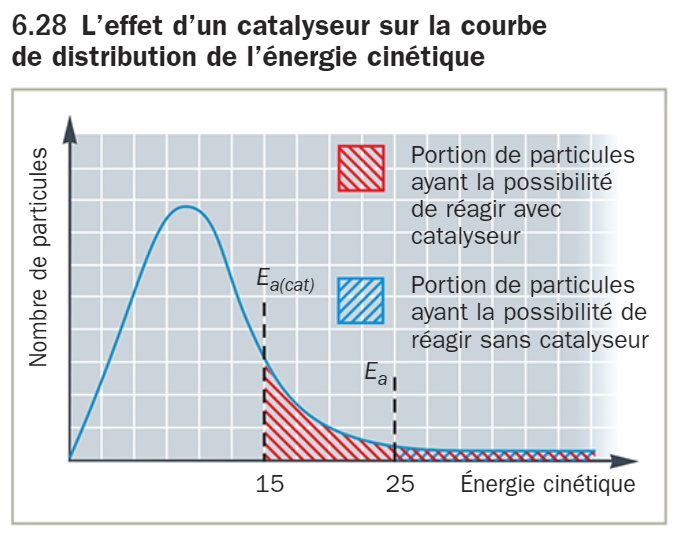 6.28 L’effet d’un catalyseur sur la courbe
de distribution de l’énergie cinétique
Nombre de particules
Portion de particules
ayant la possibilité
de réagir avec
catalyseur
Ea(cat)
Portion de particules
ayant la possibilité de
réagir sans catalyseur
Ea
15
25
Énergie cinétique